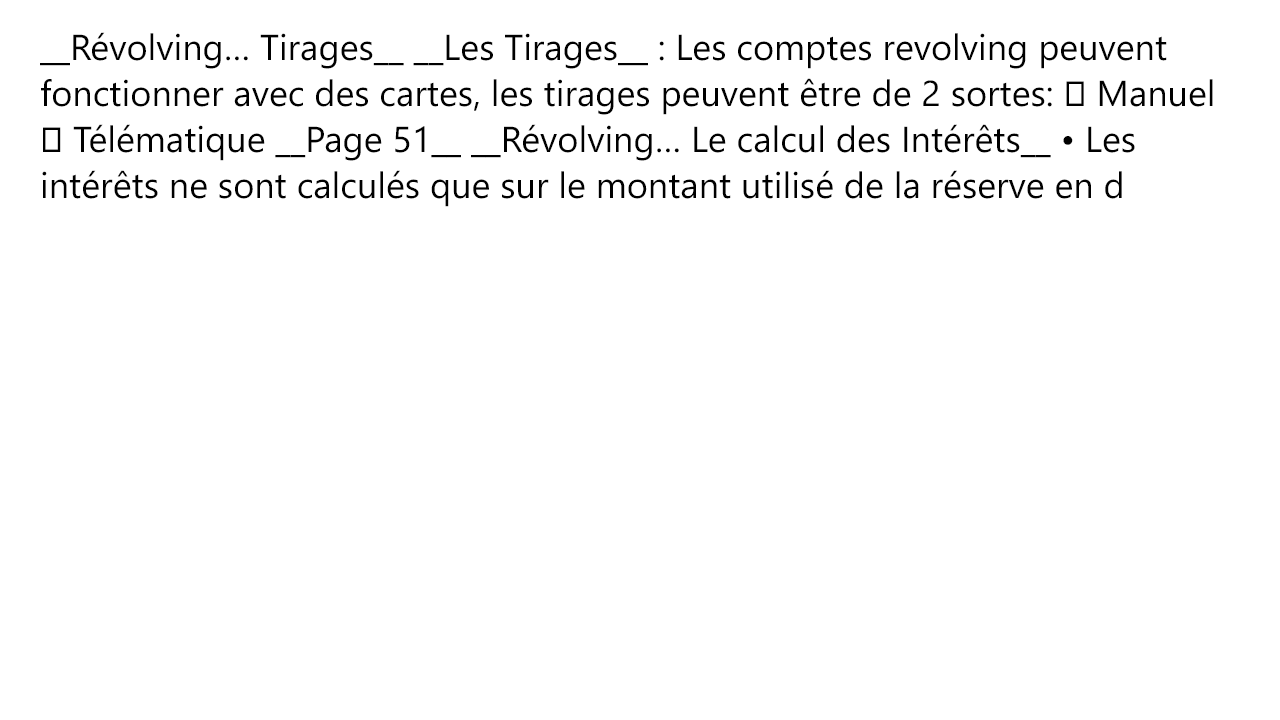 __Révolving… Tirages__ __Les Tirages__ : Les comptes revolving peuvent
fonctionner avec des cartes, les tirages peuvent être de 2 sortes: ▯ Manuel
▯ Télématique __Page 51__ __Révolving… Le calcul des Intérêts__ • Les
intérêts ne sont calculés que sur le montant utilisé de la réserve en d